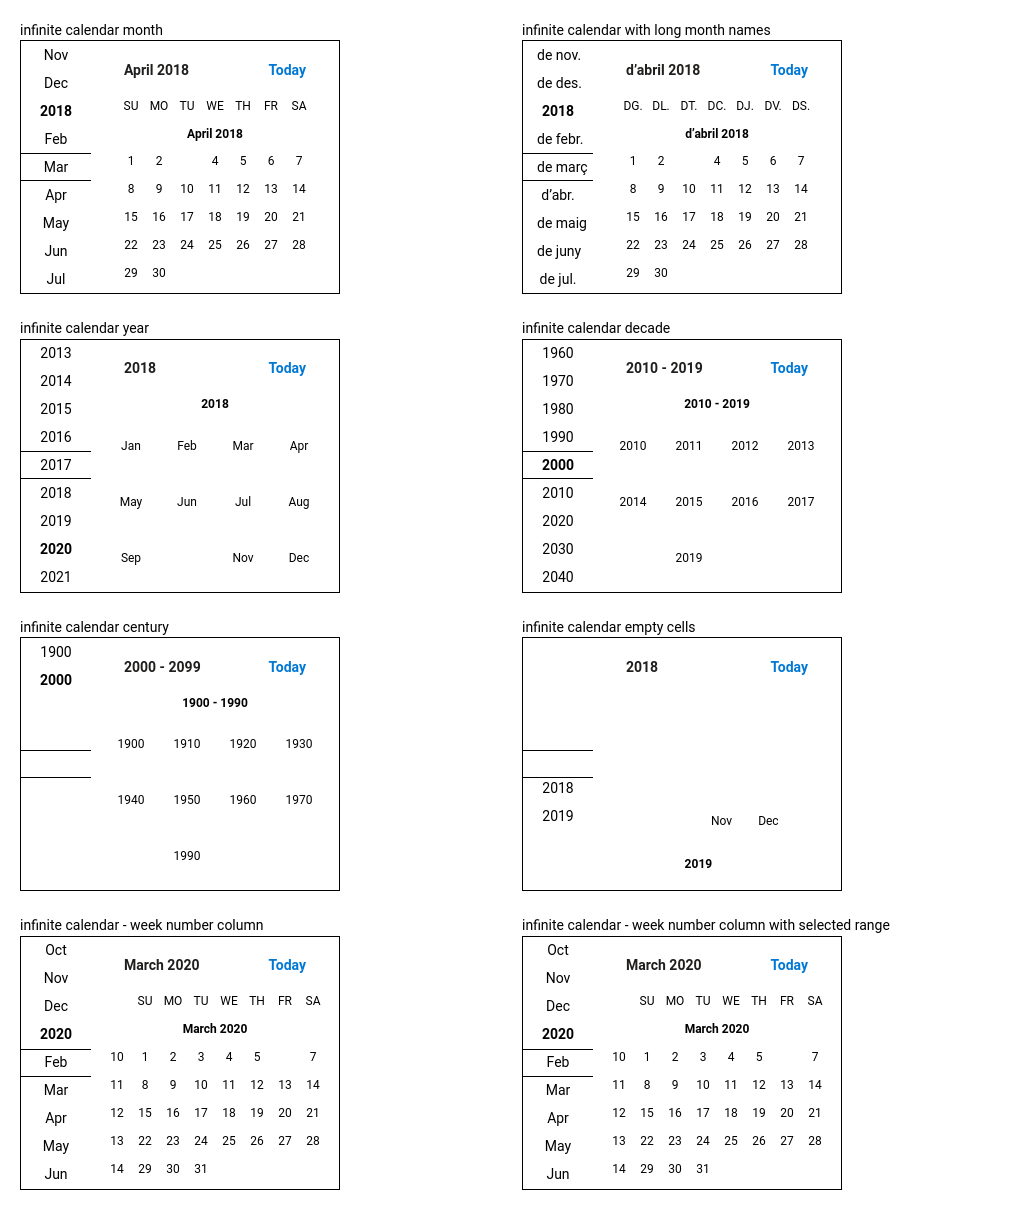 infinite calendar month
Nov
Dec
2018
Feb
Mar
Apr
May
Jun
Jul
April 2018 Today
SU MO TU WE TH FR SA
April 2018
1 2 4 5 6 7
8 9 10 11 12 13 14
15 16 17 18 19 20 21
22 23 24 25 26 27 28
29 30
infinite calendar with long month names
de nov.
de des.
2018
de febr.
de març
d’abr.
de maig
de juny
de jul.
d’abril 2018 Today
DG. DL. DT. DC. DJ. DV. DS.
d’abril 2018
1 2 4 5 6 7
8 9 10 11 12 13 14
15 16 17 18 19 20 21
22 23 24 25 26 27 28
29 30
infinite calendar year
2013
2014
2015
2016
2017
2018
2019
2020
2021
2018 Today
2018
Jan Feb Mar Apr
May Jun Jul Aug
Sep Nov Dec
infinite calendar decade
1960
1970
1980
1990
2000
2010
2020
2030
2040
2010 - 2019 Today
2010 - 2019
2010 2011 2012 2013
2014 2015 2016 2017
2019
infinite calendar century
1900
2000
2000 - 2099 Today
1900 - 1990
1900 1910 1920 1930
1940 1950 1960 1970
1990
infinite calendar empty cells
2018
2019
2018 Today
Nov Dec
2019
infinite calendar - week number column
Oct
Nov
Dec
2020
Feb
Mar
Apr
May
Jun
March 2020 Today
SU MO TU WE TH FR SA
March 2020
10 1 2 3 4 5 7
11 8 9 10 11 12 13 14
12 15 16 17 18 19 20 21
13 22 23 24 25 26 27 28
14 29 30 31
infinite calendar - week number column with selected range
Oct
Nov
Dec
2020
Feb
Mar
Apr
May
Jun
March 2020 Today
SU MO TU WE TH FR SA
March 2020
10 1 2 3 4 5 7
11 8 9 10 11 12 13 14
12 15 16 17 18 19 20 21
13 22 23 24 25 26 27 28
14 29 30 31